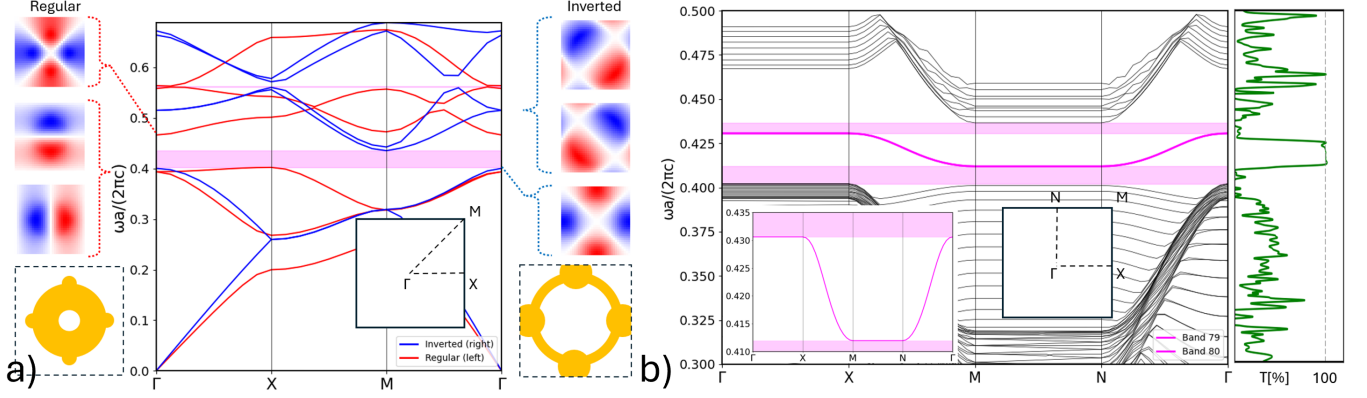 Regular
Inverted
ωa/(2πc)
0.6
0.5
0.4
0.3
0.2
0.1
0.0
Γ
X
M
Γ
M
X
Γ
Inverted (right)
Regular (left)
a)
ωa/(2πc)
0.500
0.475
0.450
0.425
0.400
0.375
0.350
0.325
0.300
Γ
X
M
N
Γ
0.435
0.430
0.425
0.420
0.415
0.410
Γ
X
M
N
Γ
N
M
Γ
X
Band 79
Band 80
T[%]
100
b)